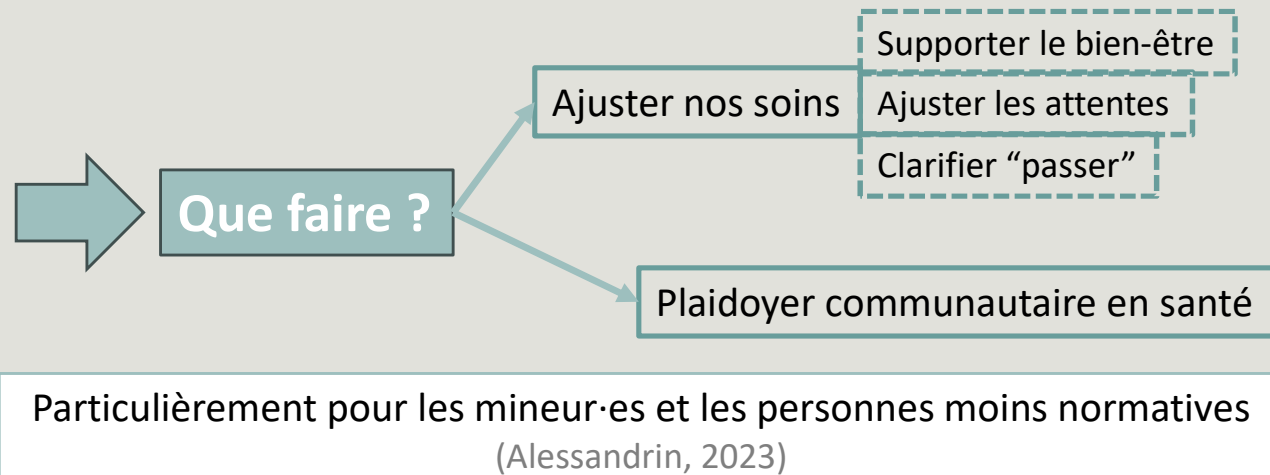 Que faire ?
Ajuster nos soins
Supporter le bien-être
Ajuster les attentes
Clarifier “passer”
Plaidoyer communautaire en santé
Particulièrement pour les mineur·es et les personnes moins normatives
(Alessandrin, 2023)